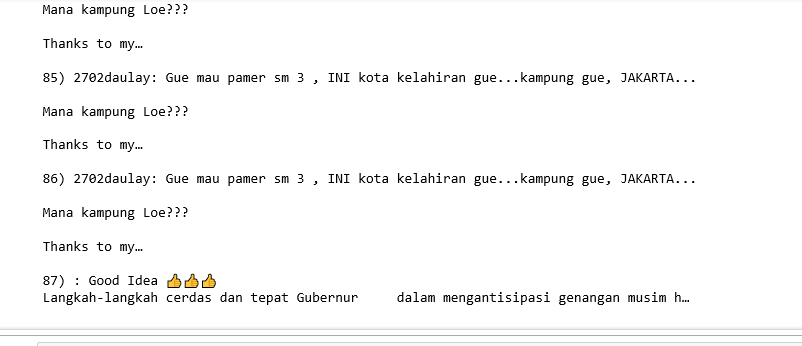 Mana kampung Loe???
Thanks to my…
85) 2702daulay: Gue mau pamer sm 3 , INI kota kelahiran gue...kampung gue, JAKARTA...
Mana kampung Loe???
Thanks to my…
86) 2702daulay: Gue mau pamer sm 3 , INI kota kelahiran gue...kampung gue, JAKARTA...
Mana kampung Loe???
Thanks to my…
87) : Good Idea 👍👍👍
Langkah-langkah cerdas dan tepat Gubernur dalam mengantisipasi genangan musim h…